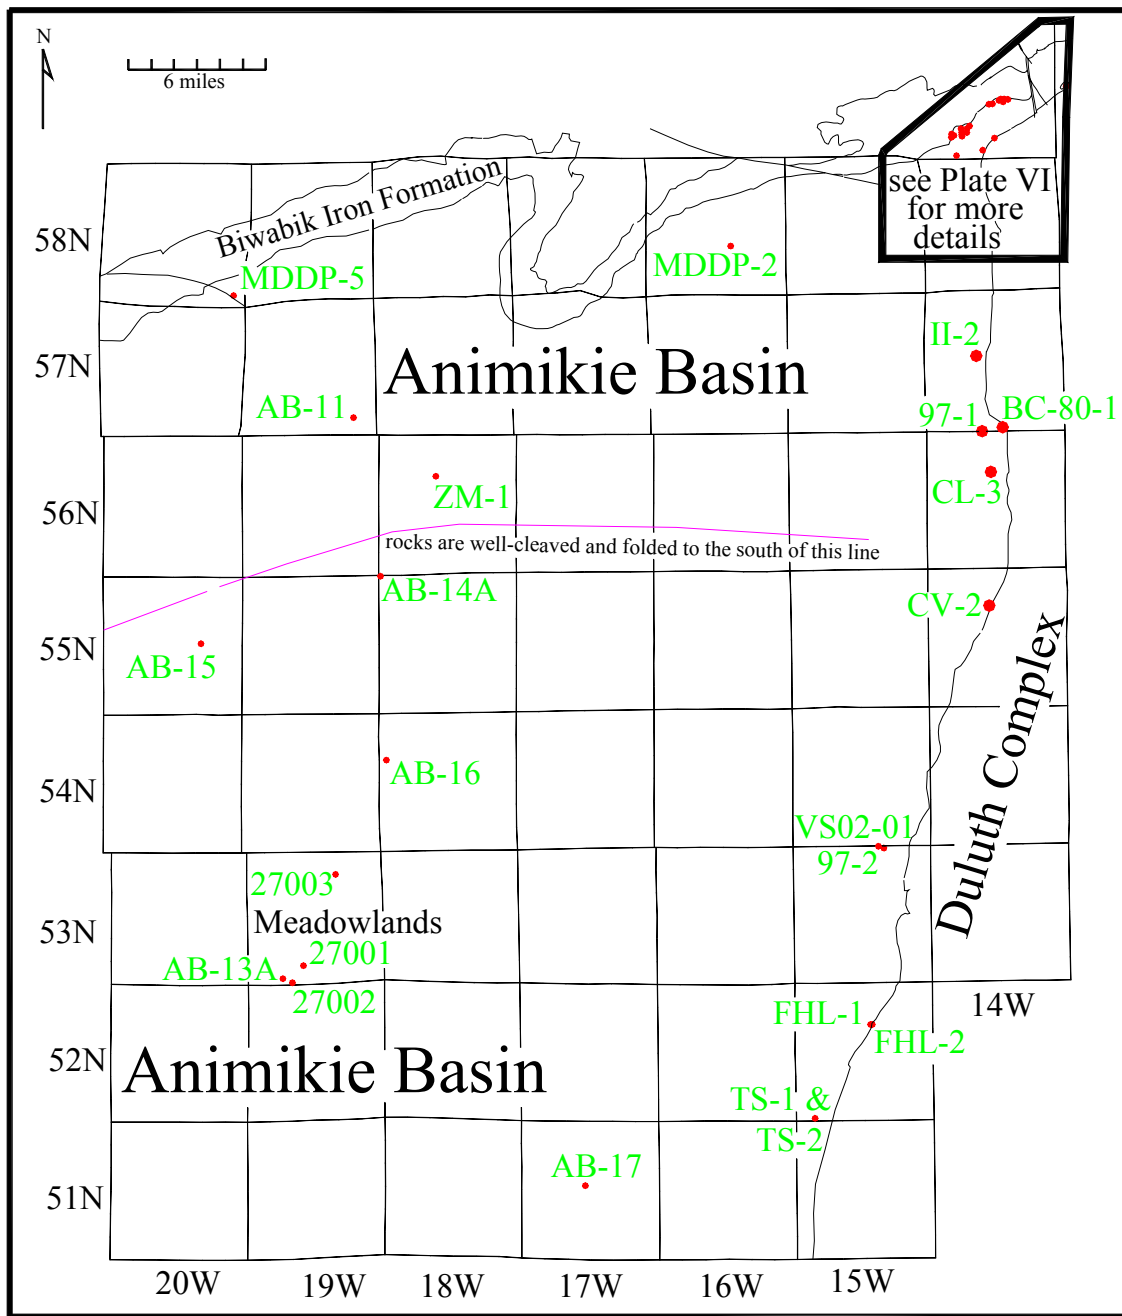 N
6 miles
see Plate VI
for more
details
Biwabik Iron Formation
58N
MDDP-5
MDDP-2
II-2
57N
Animikie Basin
AB-11
97-1
BC-80-1
ZM-1
CL-3
56N
rocks are well-cleaved and folded to the south of this line
AB-14A
CV-2
55N
AB-15
Duluth Complex
AB-16
54N
VS02-01
97-2
27003
Meadowlands
53N
27001
AB-13A
27002
14W
FHL-1
FHL-2
52N
Animikie Basin
TS-1 &
TS-2
AB-17
51N
20W
19W
18W
17W
16W
15W